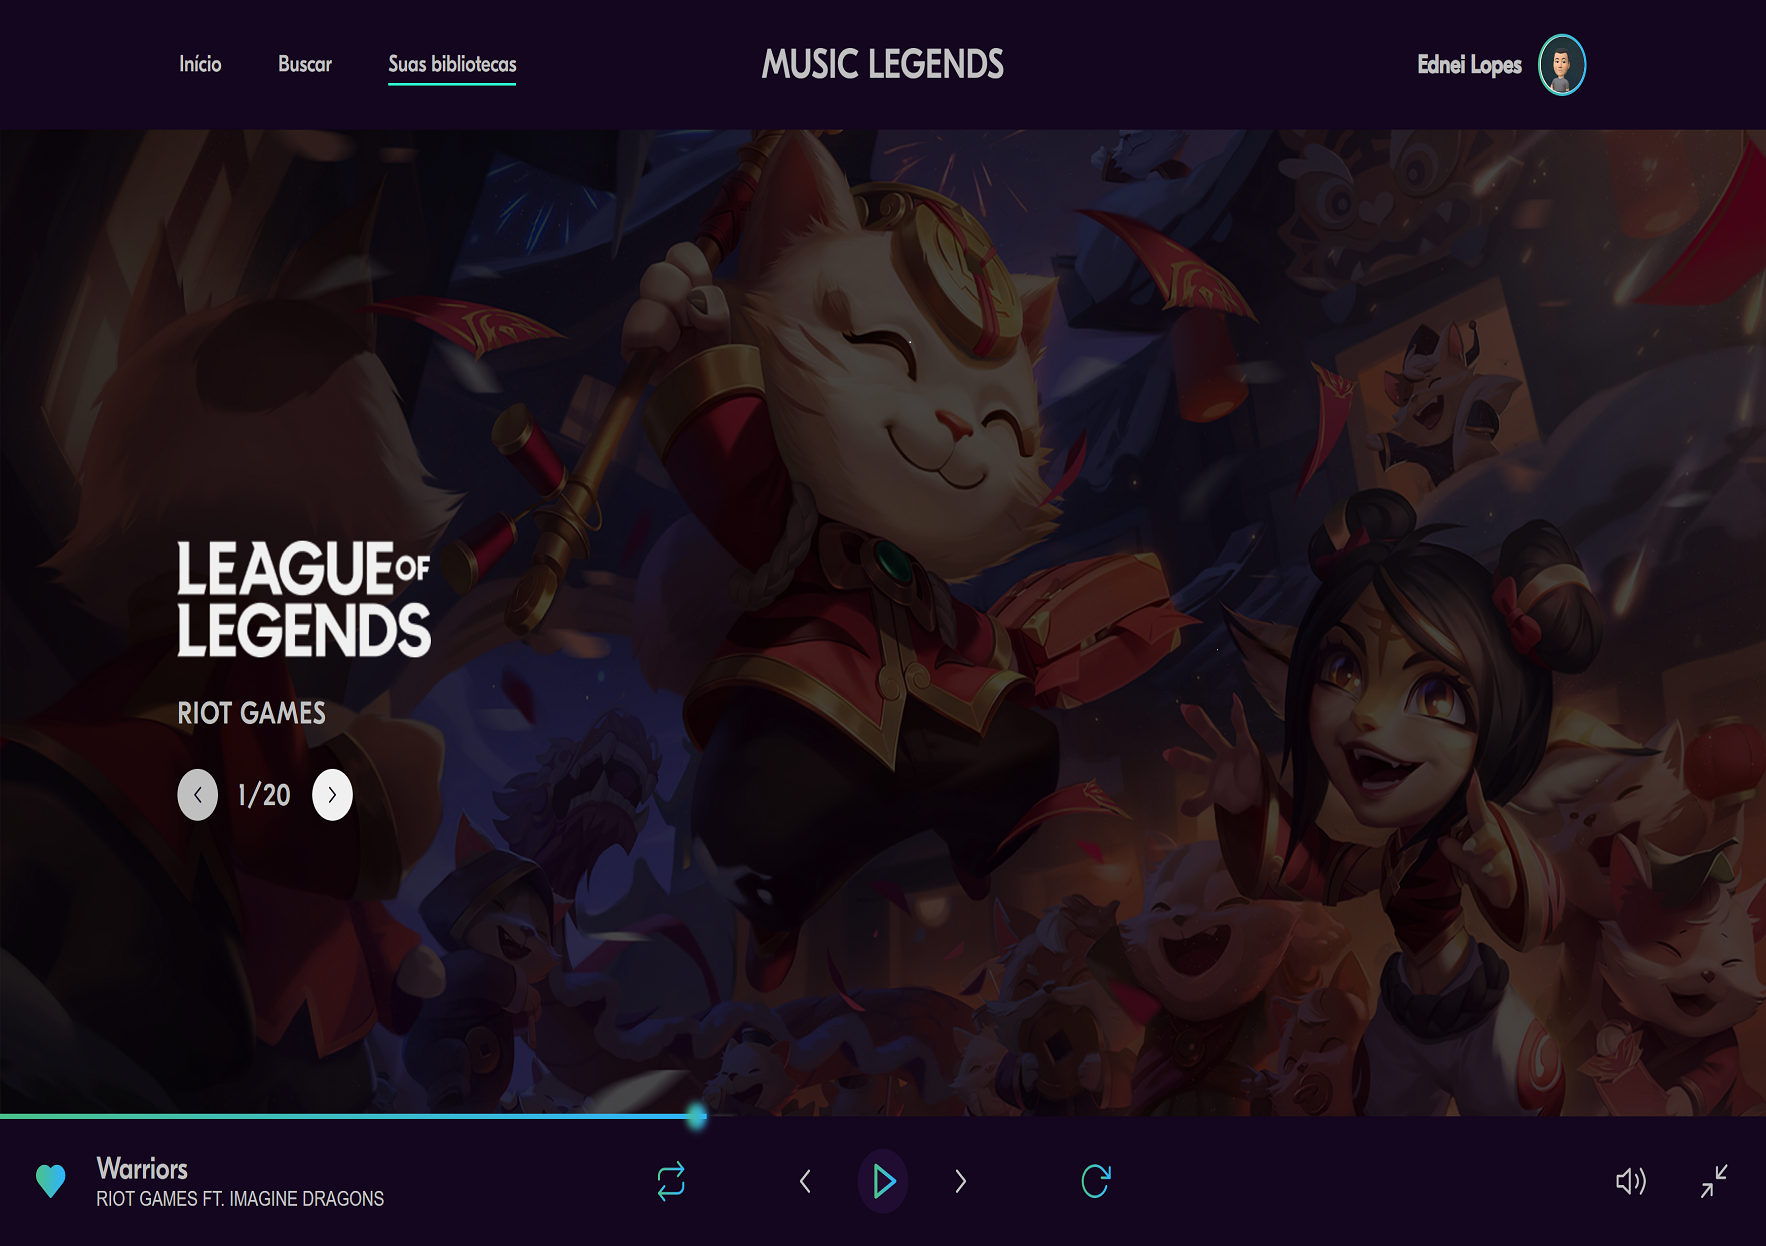 Início
Buscar
Suas bibliotecas
MUSIC LEGENDS
Ednei Lopes
LEAGUE OF
LEGENDS
RIOT GAMES
1/20
Warriors
RIOT GAMES FT. IMAGINE DRAGONS